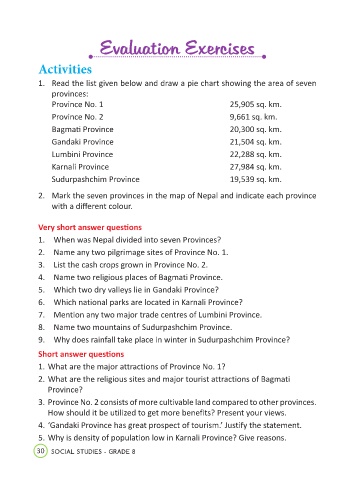 Evaluation Exercises
Activities
1. Read the list given below and draw a pie chart showing the area of seven
provinces:
Province No. 1 25,905 sq. km.
Province No. 2 9,661 sq. km.
Bagmati Province 20,300 sq. km.
Gandaki Province 21,504 sq. km.
Lumbini Province 22,288 sq. km.
Karnali Province 27,984 sq. km.
Sudurpashchim Province 19,539 sq. km.
2. Mark the seven provinces in the map of Nepal and indicate each province
with a different colour.
Very short answer questions
1. When was Nepal divided into seven Provinces?
2. Name any two pilgrimage sites of Province No. 1.
3. List the cash crops grown in Province No. 2.
4. Name two religious places of Bagmati Province.
5. Which two dry valleys lie in Gandaki Province?
6. Which national parks are located in Karnali Province?
7. Mention any two major trade centres of Lumbini Province.
8. Name two mountains of Sudurpashchim Province.
9. Why does rainfall take place in winter in Sudurpashchim Province?
Short answer questions
1. What are the major attractions of Province No. 1?
2. What are the religious sites and major tourist attractions of Bagmati
Province?
3. Province No. 2 consists of more cultivable land compared to other provinces.
How should it be utilized to get more benefits? Present your views.
4. ‘Gandaki Province has great prospect of tourism.’ Justify the statement.
5. Why is density of population low in Karnali Province? Give reasons.
30 SOCIAL STUDIES - GRADE 8